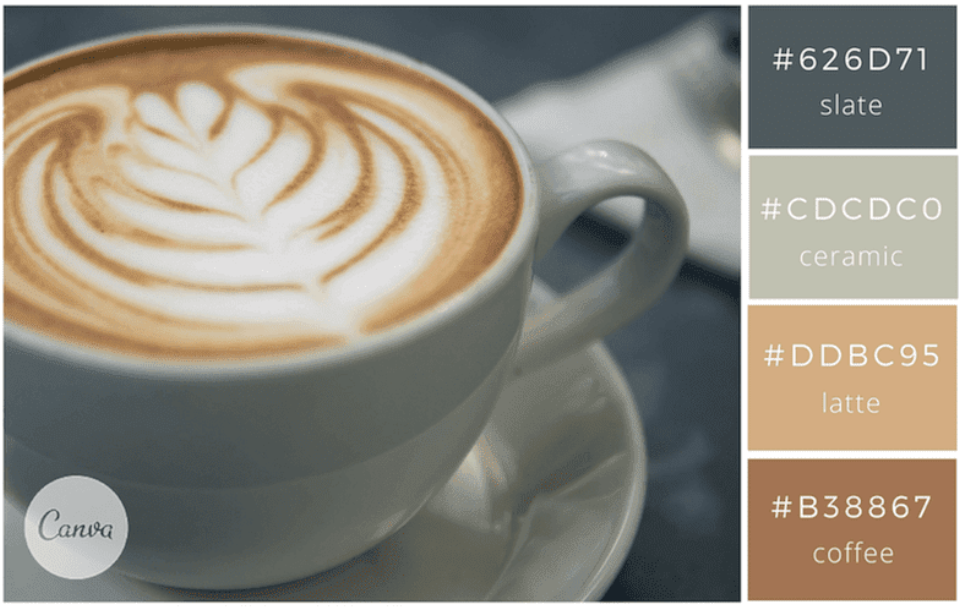 #626D71
slate
#CDCDC0
ceramic
#DDBC95
latte
#B38867
coffee
Canva